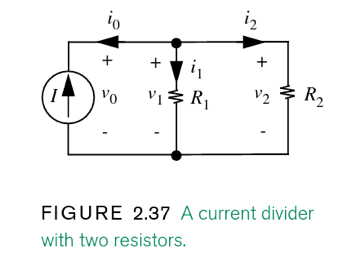 i0 i2
+ + i1 +
I v0 v1 R1 v2 R2
- - -
FIGURE 2.37 A current divider
with two resistors.